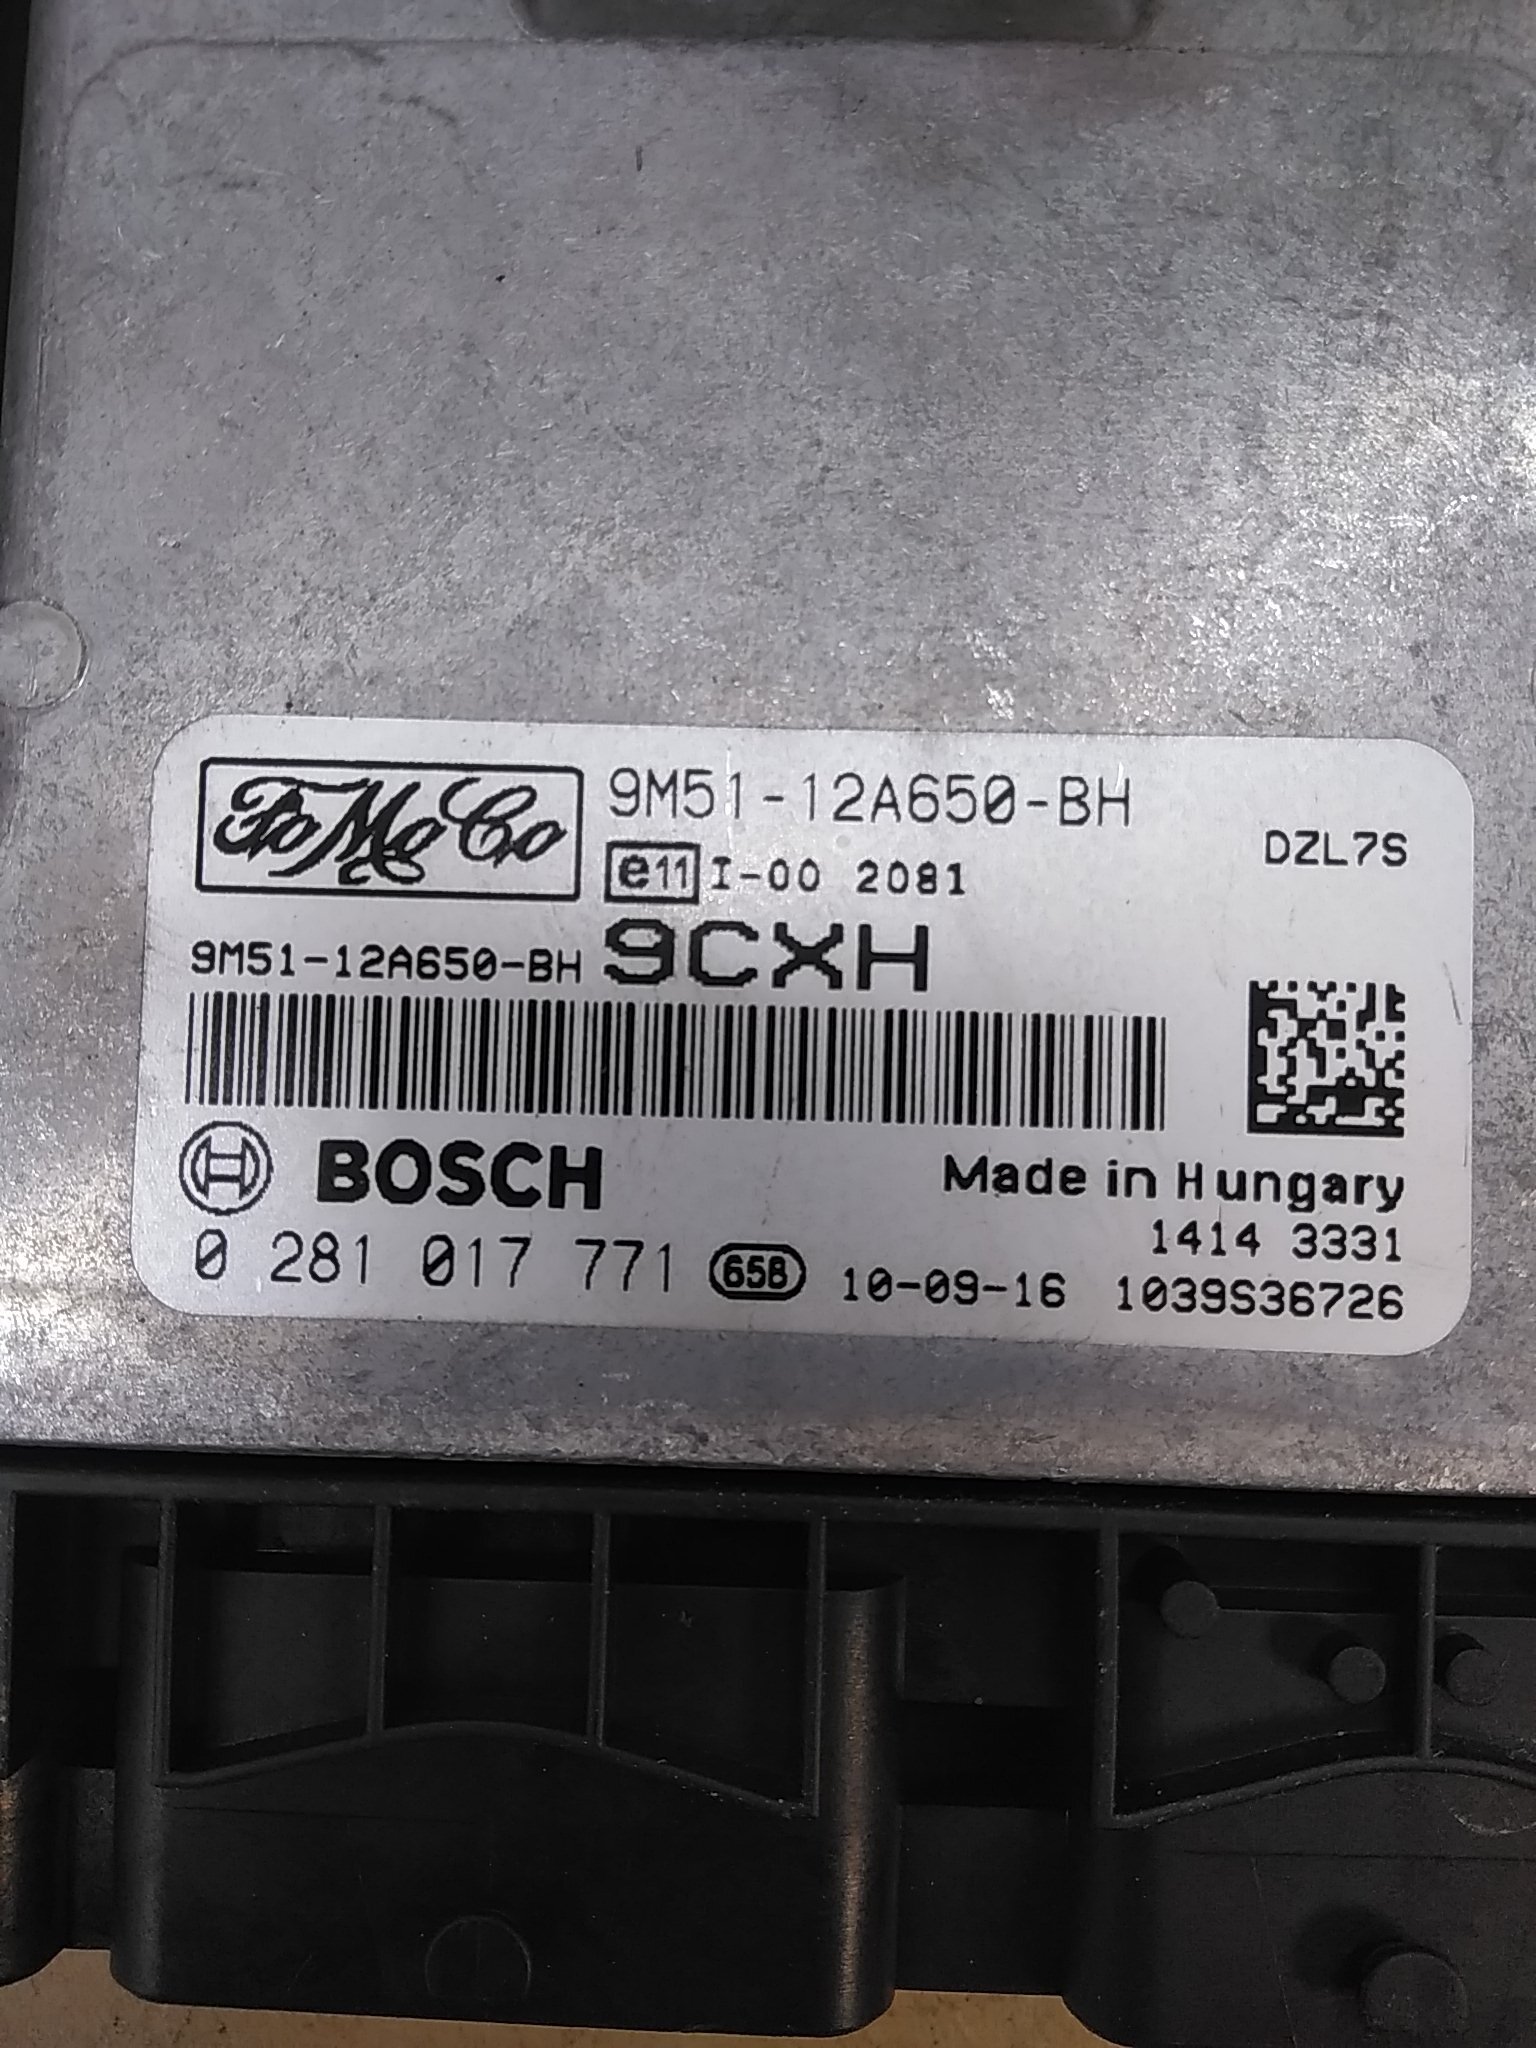 FoMoCo
9M51-12A650-BH
DZL7S
e11 I-00 2081
9M51-12A650-BH 9CXH
BOSCH
Made in Hungary
1414 3331
0 281 017 771 658 10-09-16 1039S36726